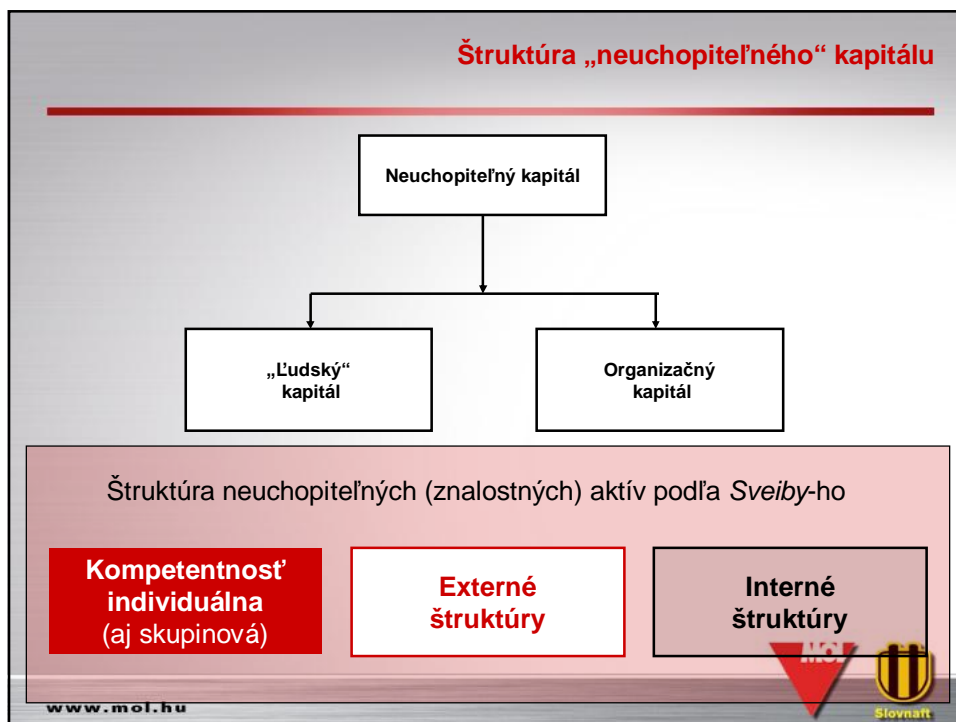 Štruktúra „neuchopiteľného“ kapitálu
Neuchopiteľný kapitál
„Ľudský“
kapitál
Organizačný
kapitál
Štruktúra neuchopiteľných (znalostných) aktív podľa Sveiby-ho
Kompetentnosť
individuálna
(aj skupinová)
Externé
štruktúry
Interné
štruktúry
MOL
www.mol.hu
Slovnaft